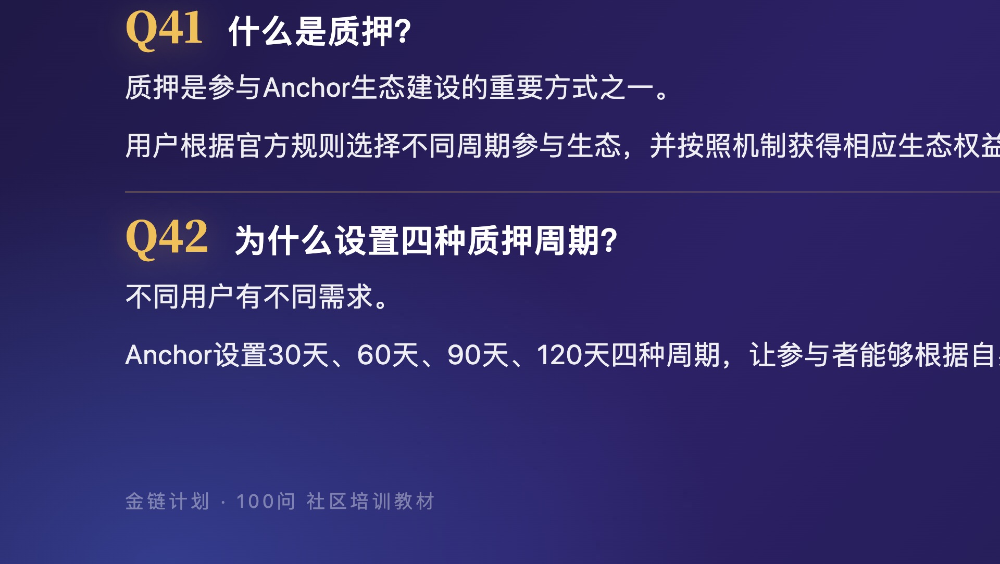 Q41 什么是质押?
质押是参与Anchor生态建设的重要方式之一。
用户根据官方规则选择不同周期参与生态，并按照机制获得相应生态权益
Q42 为什么设置四种质押周期?
不同用户有不同需求。
Anchor设置30天、60天、90天、120天四种周期，让参与者能够根据自
金链计划 · 100问 社区培训教材